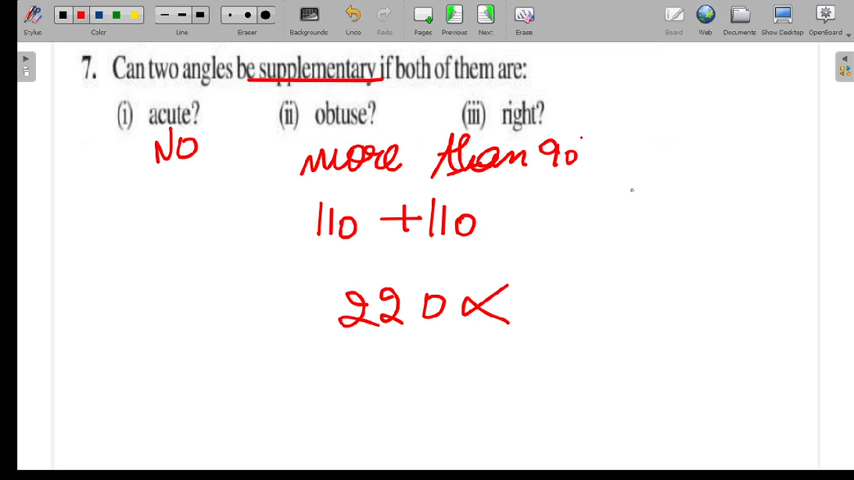 Stylus Color Line Eraser Backgrounds Undo Redo Pages Previous Next Erase Board Web Documents Show Desktop OpenBoard
7. Can two angles be supplementary if both of them are:
(i) acute? (ii) obtuse? (iii) right?
NO more than 90
110 + 110
220 ×